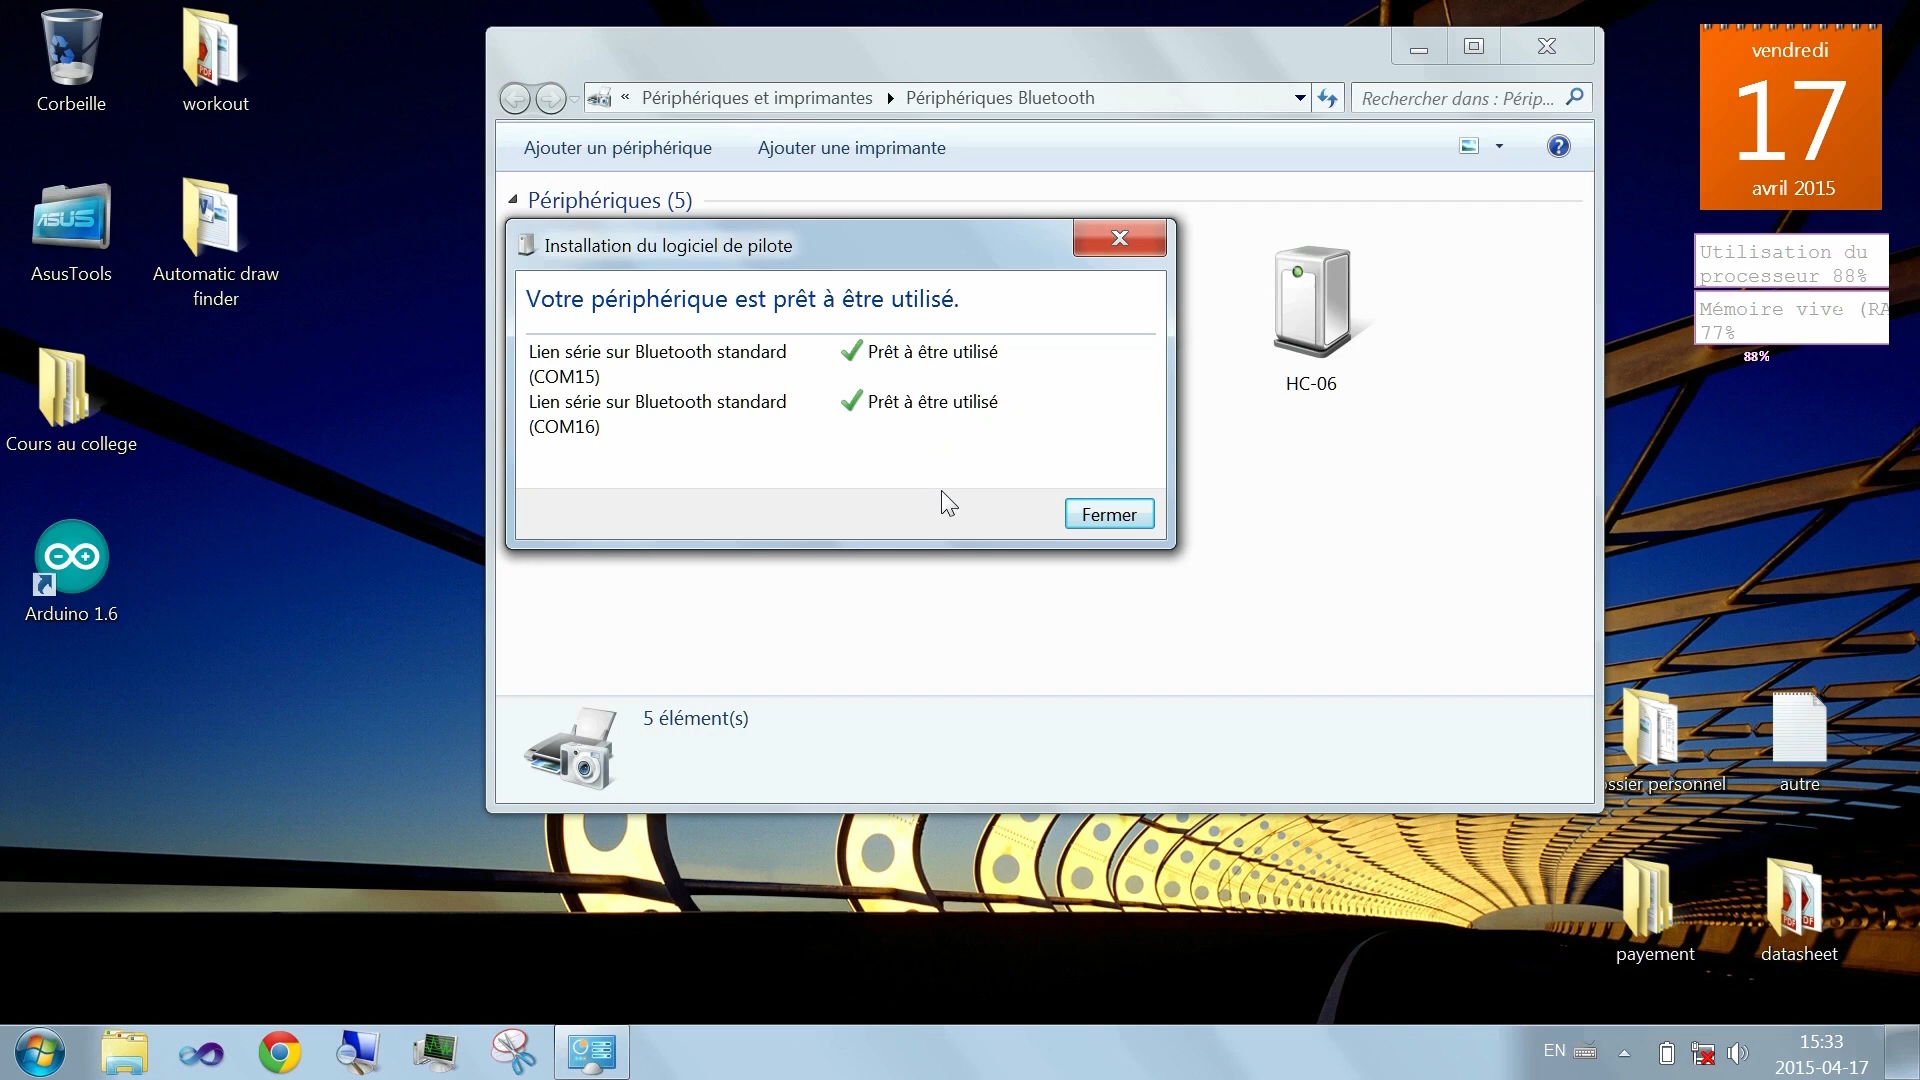 Corbeille
workout
AsusTools
ASUS
Automatic draw
finder
Cours au college
Arduino 1.6
« Périphériques et imprimantes Périphériques Bluetooth
Rechercher dans : Périp...
Ajouter un périphérique Ajouter une imprimante
Périphériques (5)
Installation du logiciel de pilote
Votre périphérique est prêt à être utilisé.
Lien série sur Bluetooth standard Prêt à être utilisé
(COM15)
Lien série sur Bluetooth standard Prêt à être utilisé
(COM16)
Fermer
HC-06
5 élément(s)
vendredi
17
avril 2015
Utilisation du
processeur 88%
Mémoire vive (RA
77%
88%
ossier personnel
autre
payement
datasheet
EN
15:33
2015-04-17